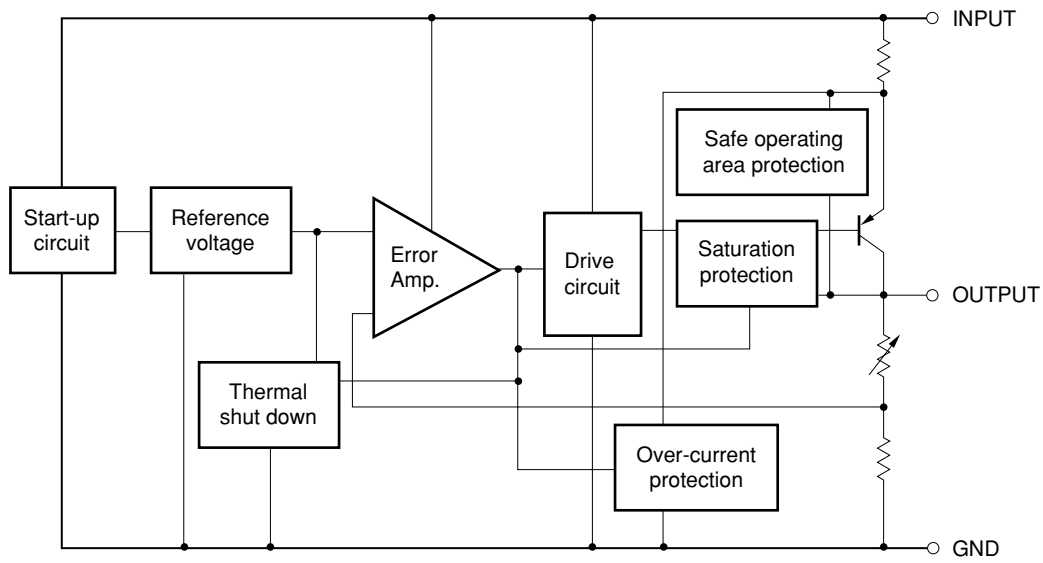 INPUT
Safe operating
area protection
Start-up
circuit
Reference
voltage
Error
Amp.
Drive
circuit
Saturation
protection
OUTPUT
Thermal
shut down
Over-current
protection
GND